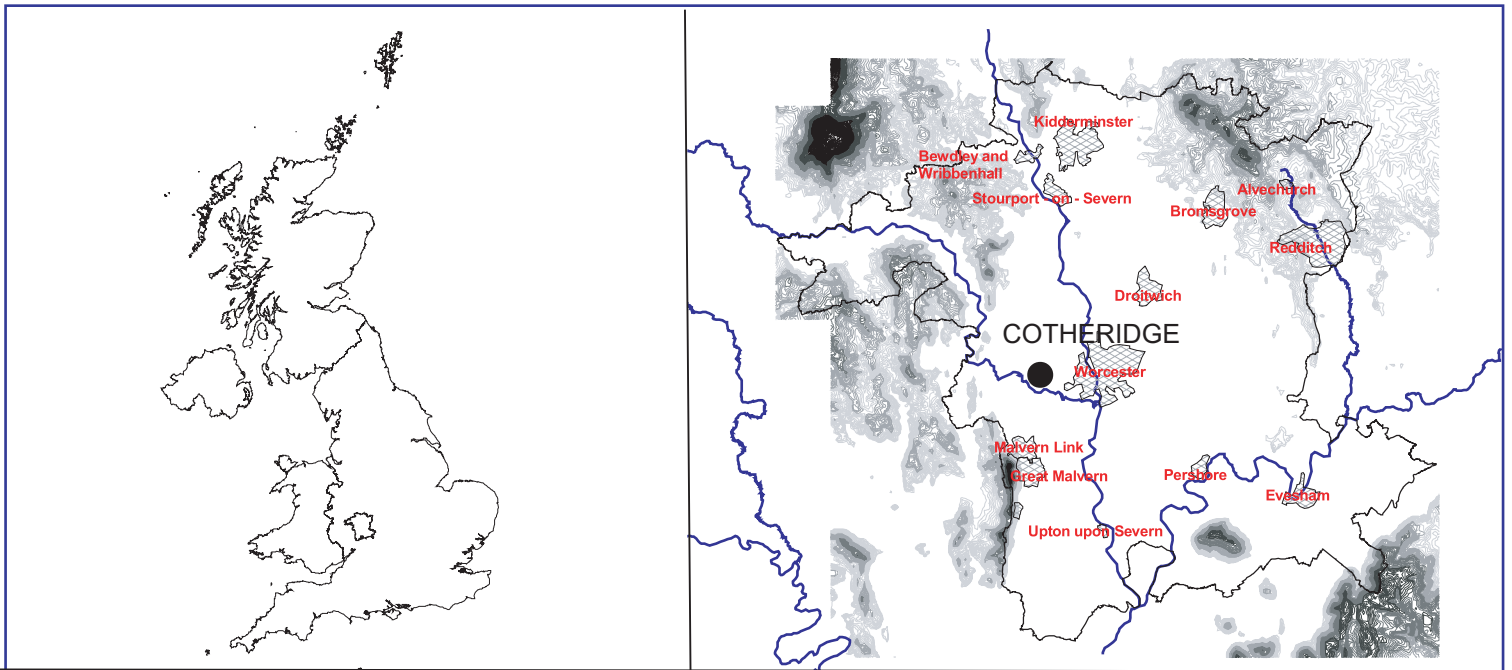 Kidderminster
Bewdley and
Wribbenhall
Alvechurch
Stourport - on - Severn
Bromsgrove
Redditch
Droitwich
COTHERIDGE
Worcester
Malvern Link
Great Malvern
Pershore
Evesham
Upton upon Severn